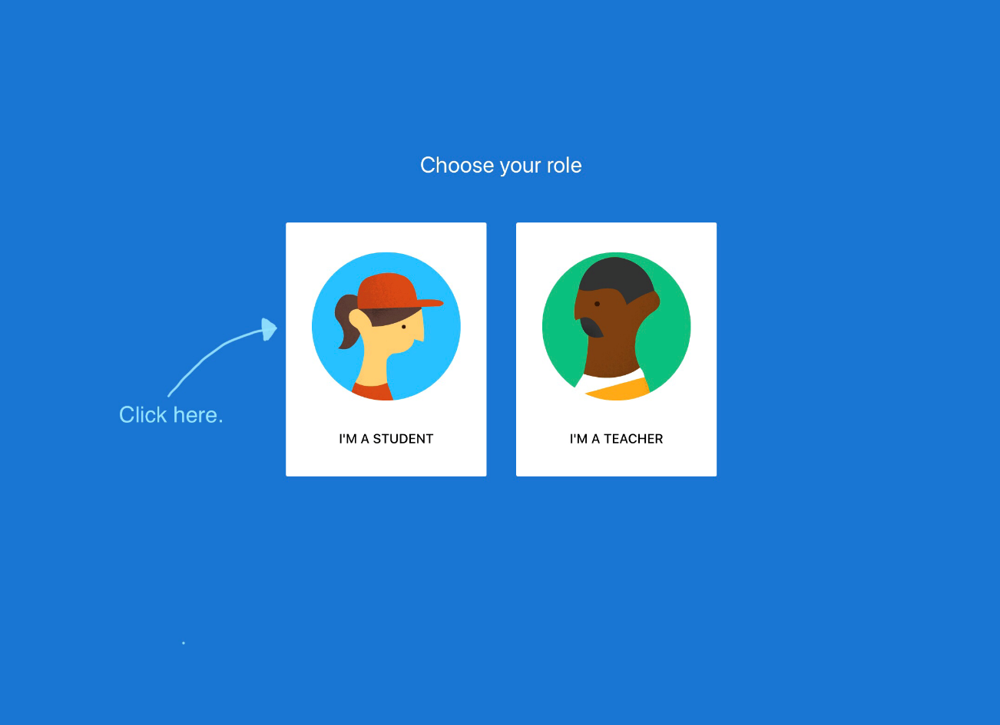 Choose your role
Click here.
I'M A STUDENT
I'M A TEACHER